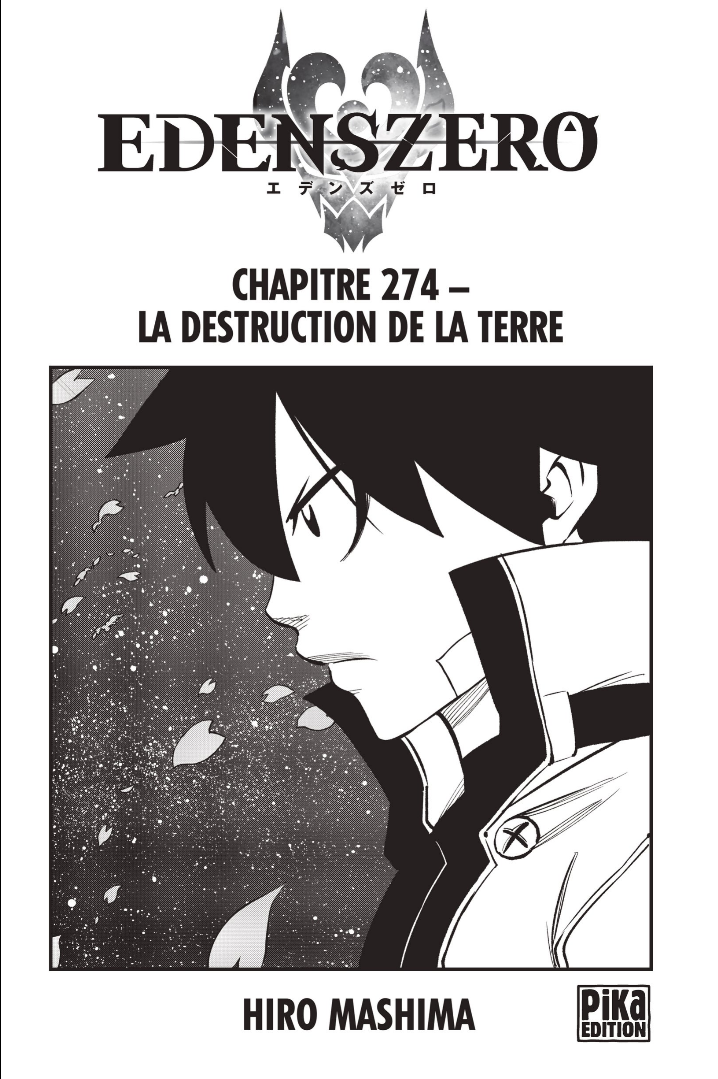 EDENSZERO
エデンズゼロ
CHAPITRE 274 –
LA DESTRUCTION DE LA TERRE
HIRO MASHIMA
PiKa
EDITION